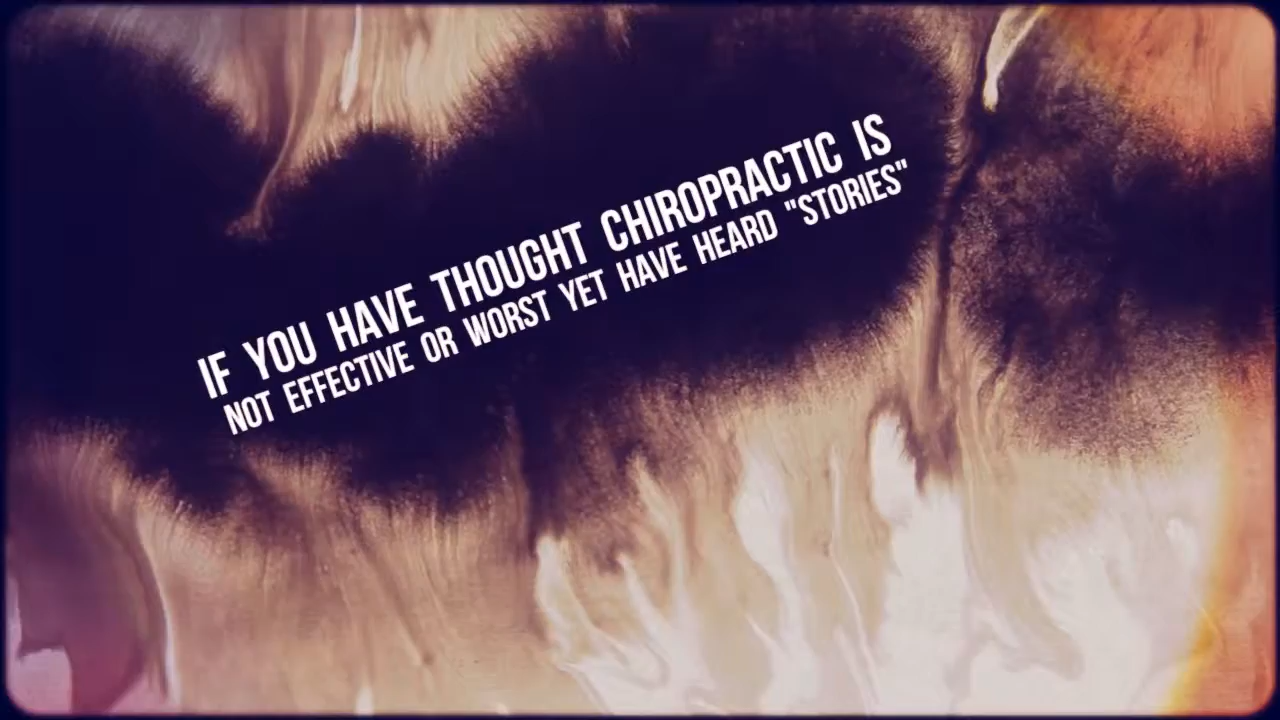 IF YOU HAVE THOUGHT CHIROPRACTIC IS
NOT EFFECTIVE OR WORST YET HAVE HEARD "STORIES"